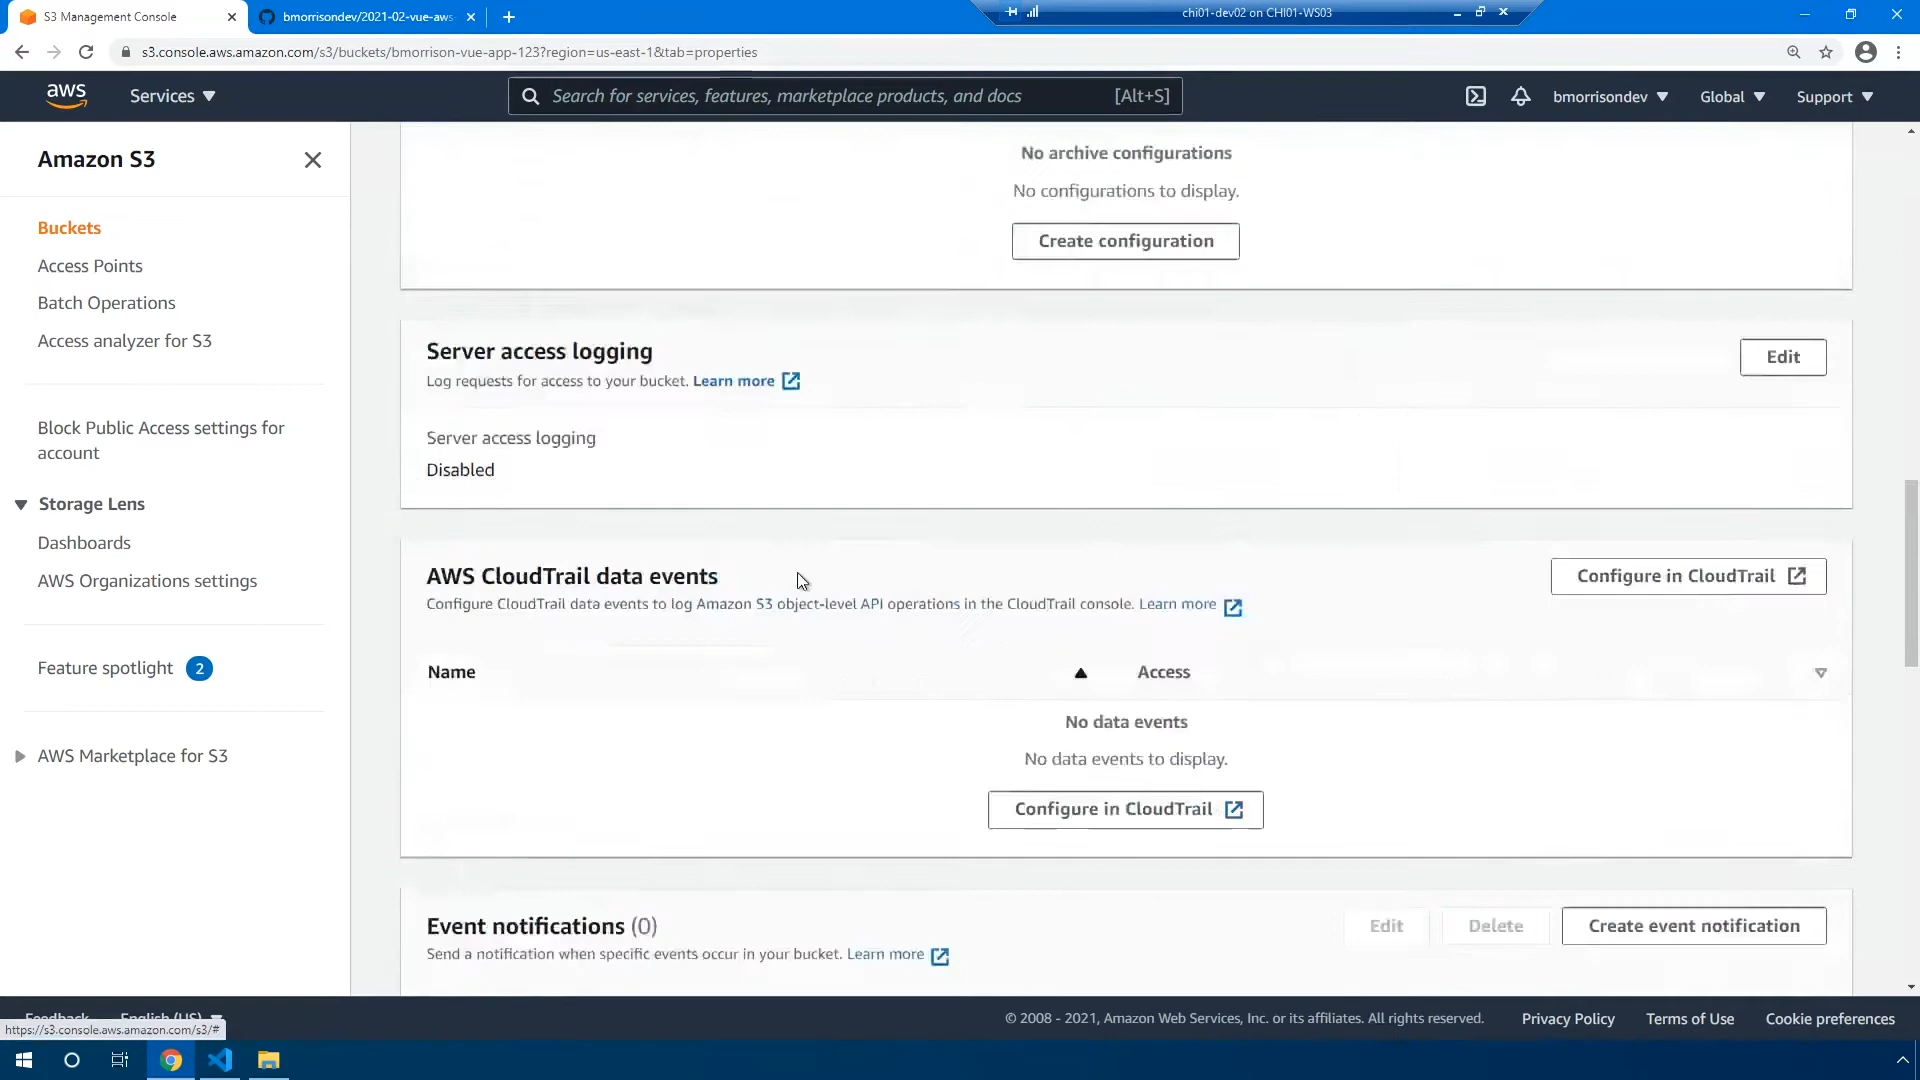 S3 Management Console
bmorrisondev/2021-02-vue-aws-
chi01-dev02 on CHI01-WS03
s3.console.aws.amazon.com/s3/buckets/bmorrison-vue-app-123?region=us-east-1&tab=properties
aws
Services
Search for services, features, marketplace products, and docs
[Alt+S]
bmorrisondev
Global
Support
Amazon S3
Buckets
Access Points
Batch Operations
Access analyzer for S3
Block Public Access settings for
account
Storage Lens
Dashboards
AWS Organizations settings
Feature spotlight 2
AWS Marketplace for S3
No archive configurations
No configurations to display.
Create configuration
Server access logging
Edit
Log requests for access to your bucket. Learn more
Server access logging
Disabled
AWS CloudTrail data events
Configure in CloudTrail
Configure CloudTrail data events to log Amazon S3 object-level API operations in the CloudTrail console. Learn more
Name
Access
No data events
No data events to display.
Configure in CloudTrail
Event notifications (0)
Edit
Delete
Create event notification
Send a notification when specific events occur in your bucket. Learn more
Feedback
English (US)
© 2008 - 2021, Amazon Web Services, Inc. or its affiliates. All rights reserved.
Privacy Policy
Terms of Use
Cookie preferences
https://s3.console.aws.amazon.com/s3/#